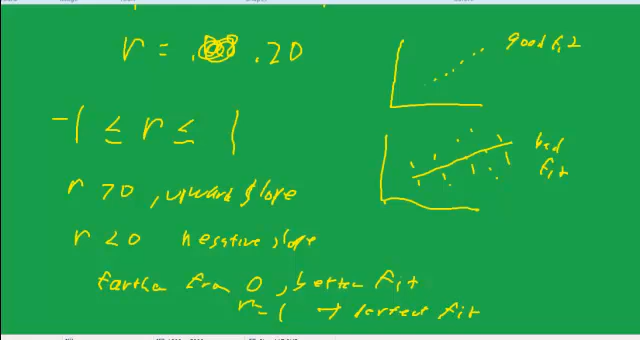 r = .20
good fit
-1 ≤ r ≤ 1
bad
fit
r > 0, upward slope
r < 0 negative slope
farther from 0, better fit
r = 1 → perfect fit